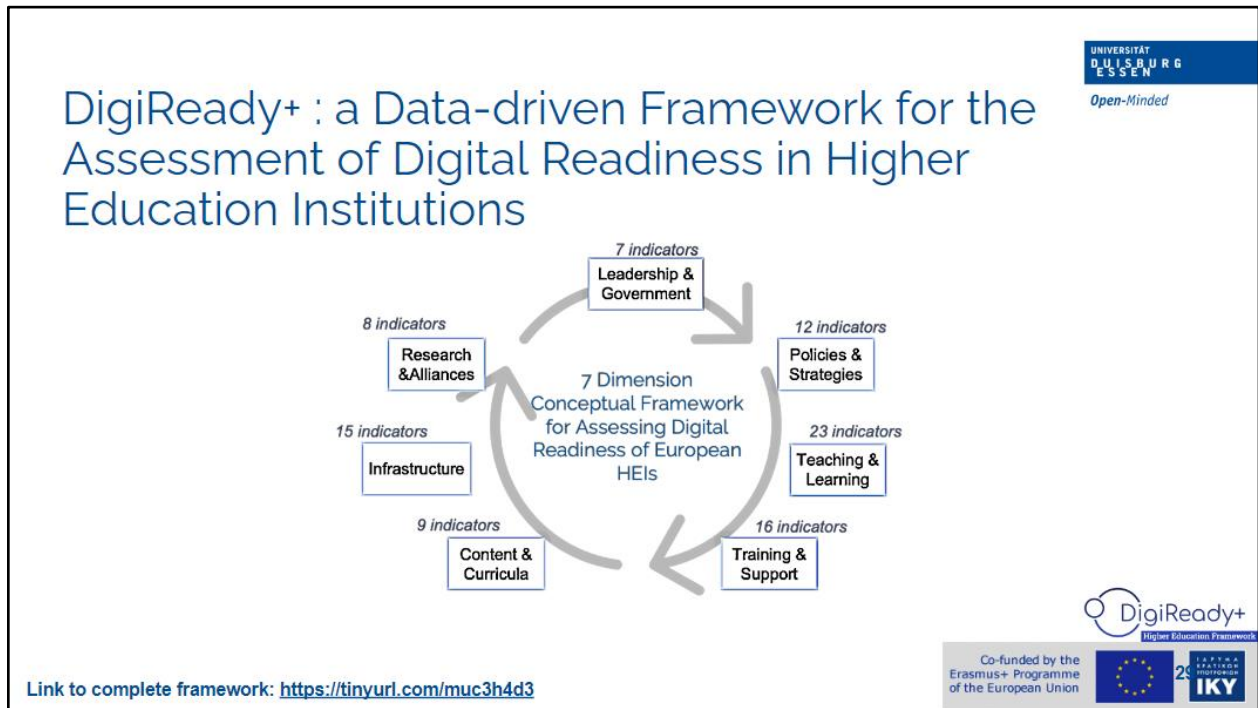 UNIVERSITÄT
DUISBURG
ESSEN
Open-Minded
DigiReady+ : a Data-driven Framework for the
Assessment of Digital Readiness in Higher
Education Institutions
7 indicators
Leadership &
Government
8 indicators
Research
&Alliances
12 indicators
Policies &
Strategies
7 Dimension
Conceptual Framework
for Assessing Digital
Readiness of European
HEIs
15 indicators
Infrastructure
23 indicators
Teaching &
Learning
9 indicators
Content &
Curricula
16 indicators
Training &
Support
DigiReady+
Higher Education Framework
Co-funded by the
Erasmus+ Programme
of the European Union
29
ΙΚΥ
Link to complete framework: https://tinyurl.com/muc3h4d3